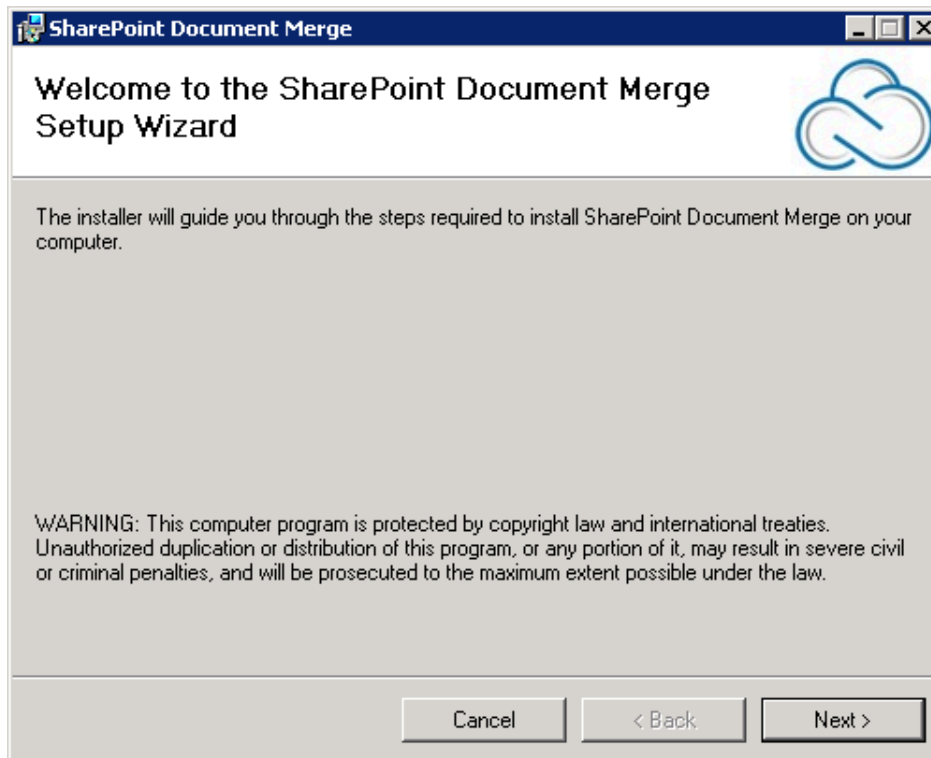 SharePoint Document Merge
Welcome to the SharePoint Document Merge
Setup Wizard
The installer will guide you through the steps required to install SharePoint Document Merge on your
computer.
WARNING: This computer program is protected by copyright law and international treaties.
Unauthorized duplication or distribution of this program, or any portion of it, may result in severe civil
or criminal penalties, and will be prosecuted to the maximum extent possible under the law.
Cancel
< Back
Next >